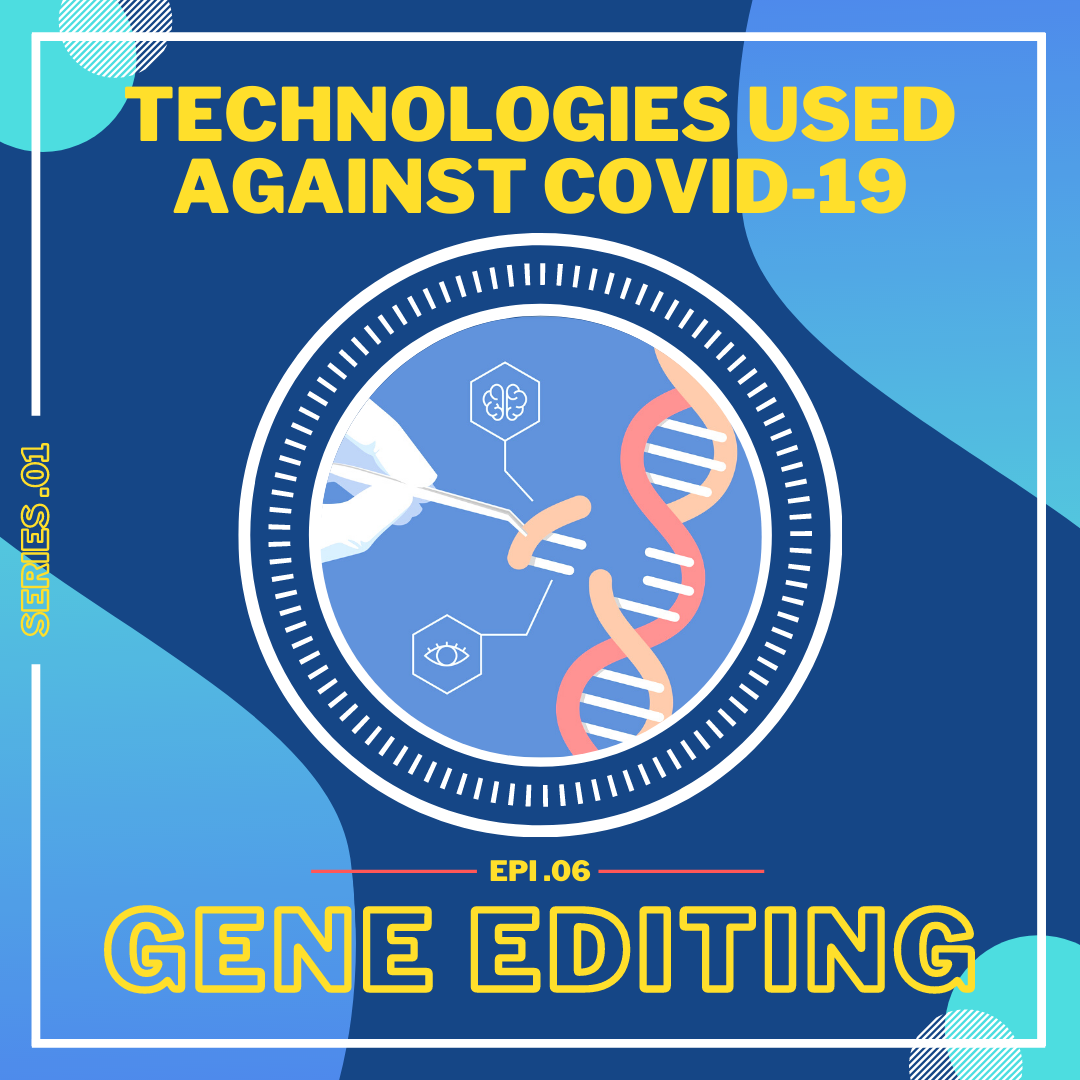 TECHNOLOGIES USED
AGAINST COVID-19
SERIES .01
EPI .06
GENE EDITING